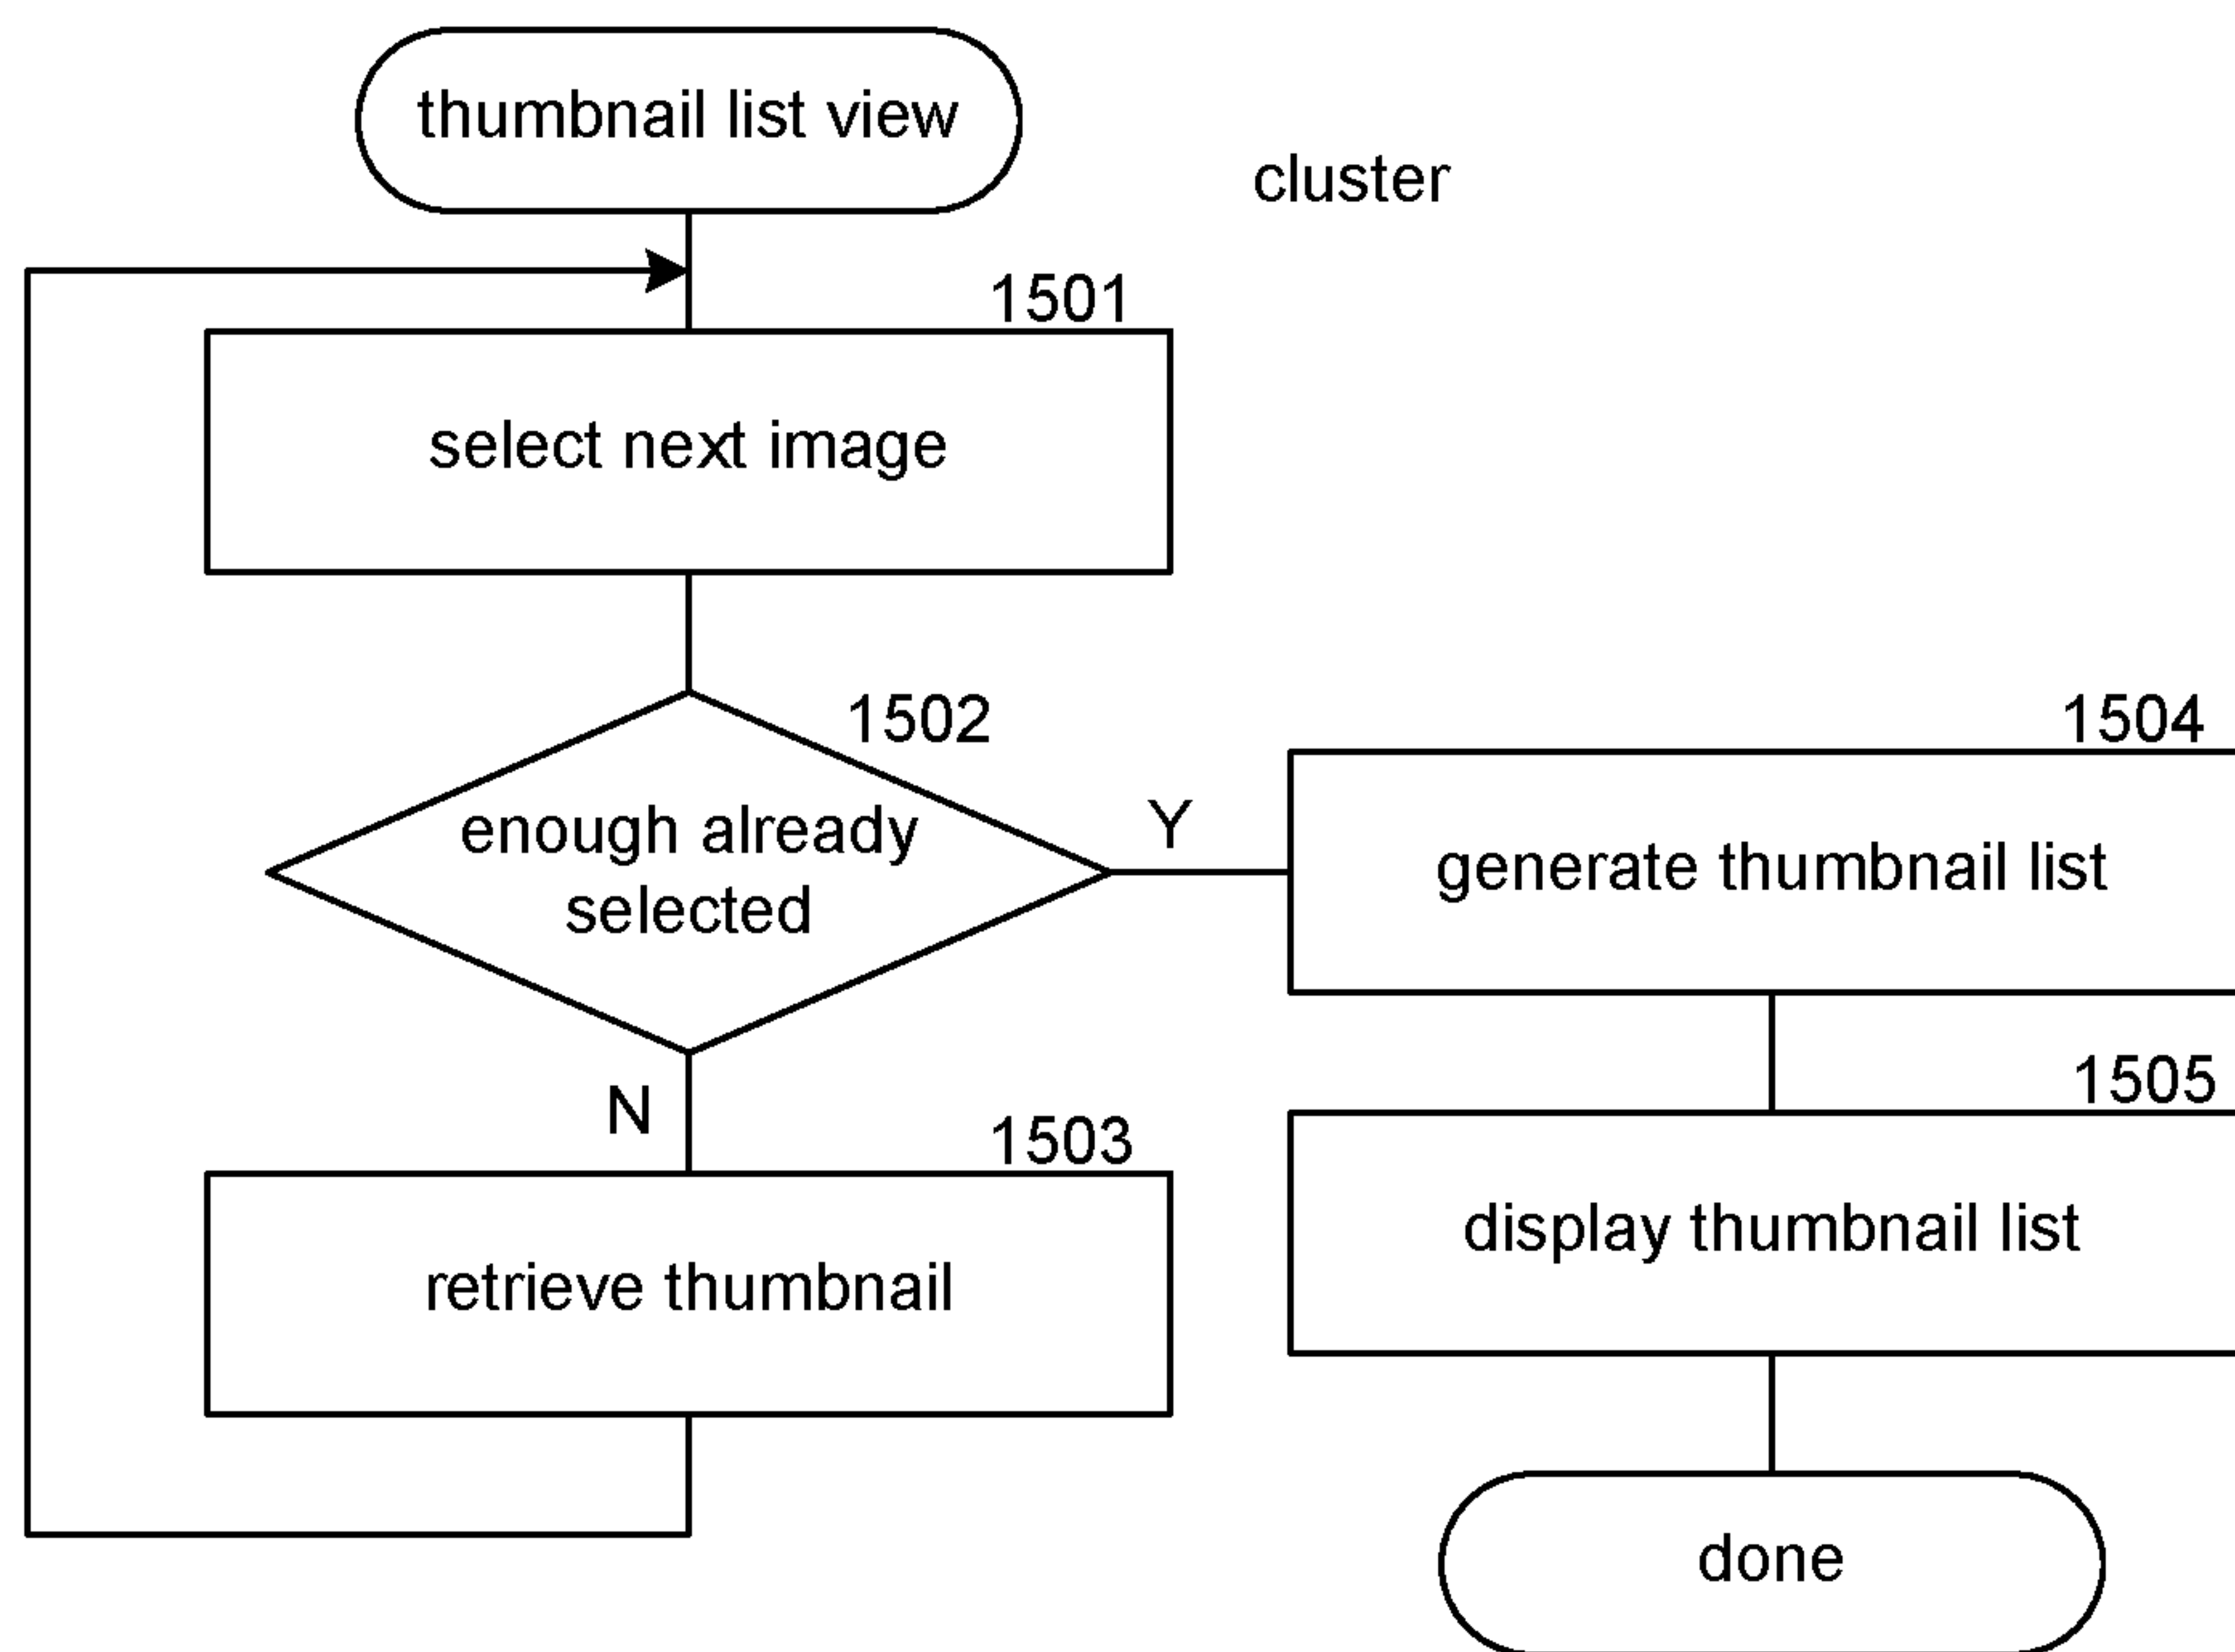 thumbnail list view
cluster
1501
select next image
1502
enough already
selected
Y
N
1503
retrieve thumbnail
1504
generate thumbnail list
1505
display thumbnail list
done